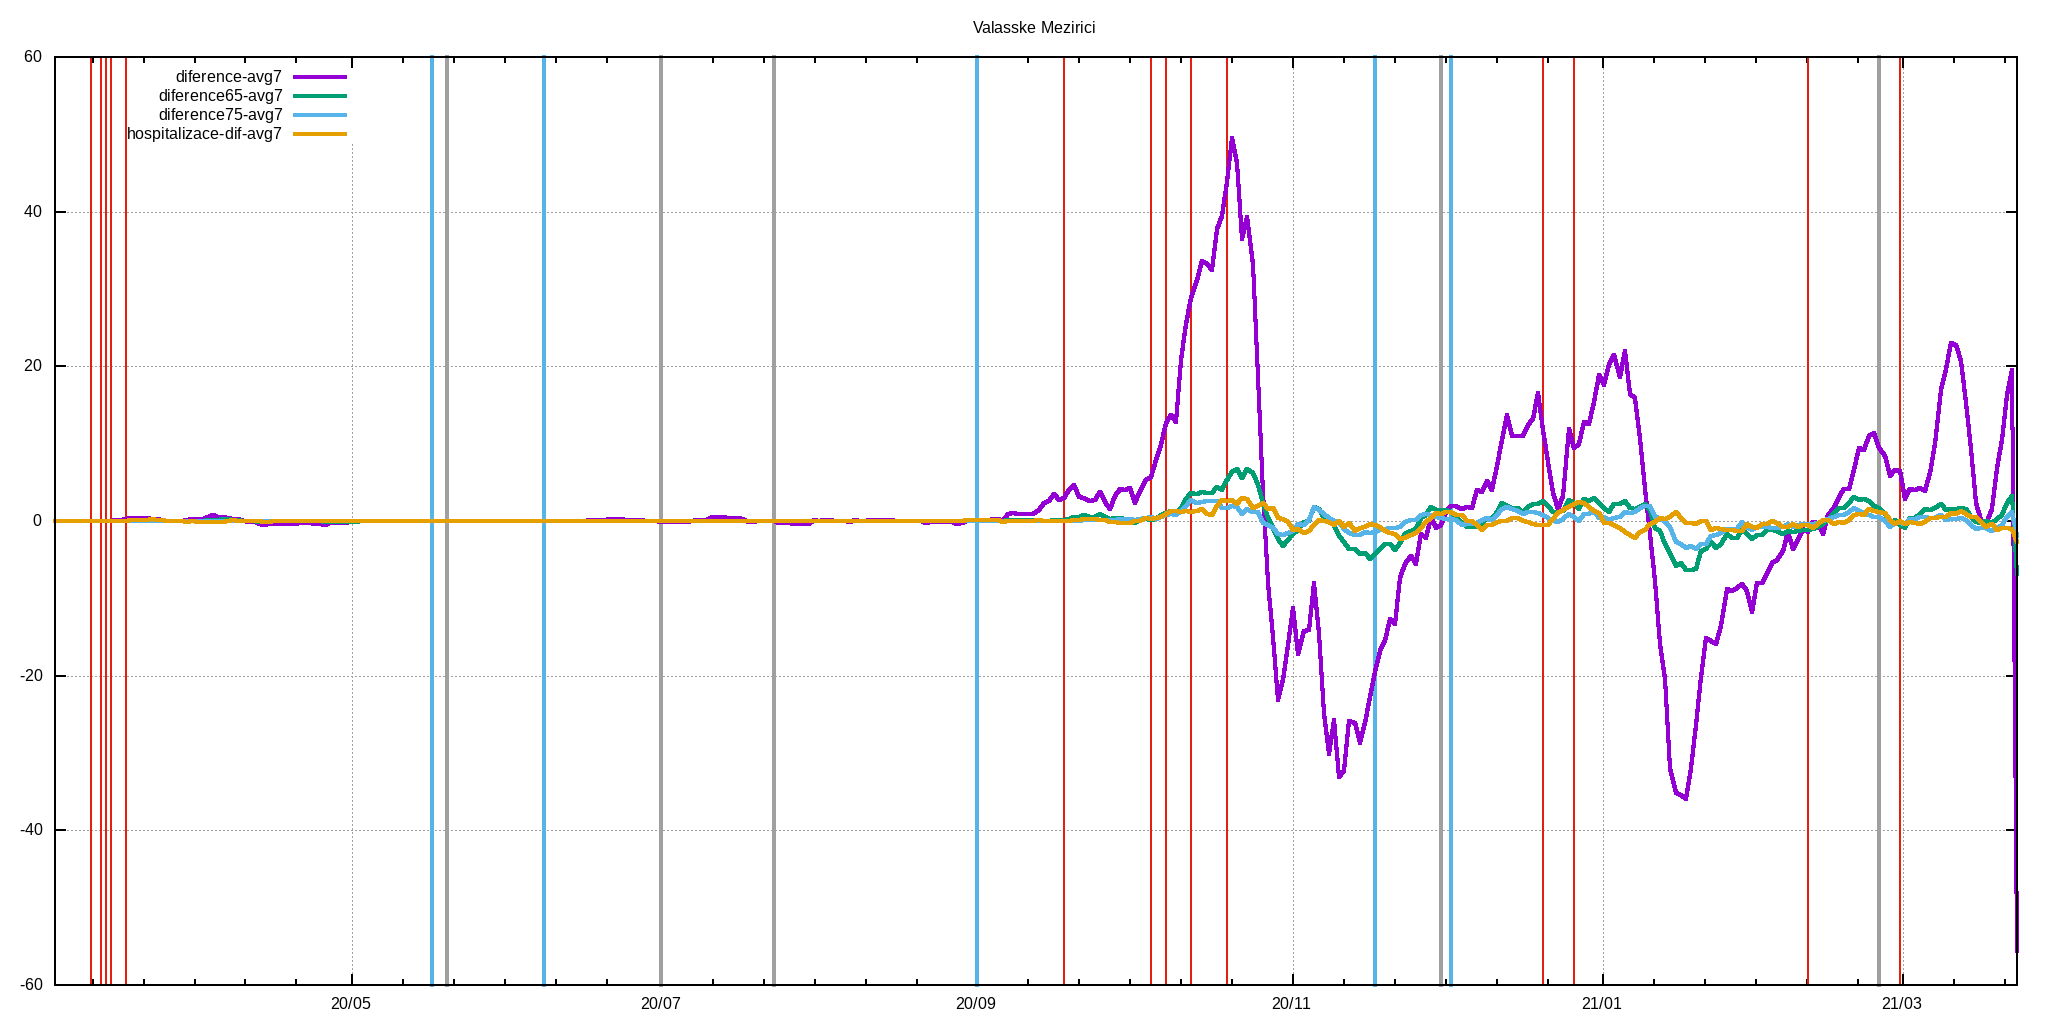 Valasske Mezirici
60
diference-avg7
diference65-avg7
diference75-avg7
hospitalizace-dif-avg7
40
20
0
-20
-40
-60
20/05
20/07
20/09
20/11
21/01
21/03